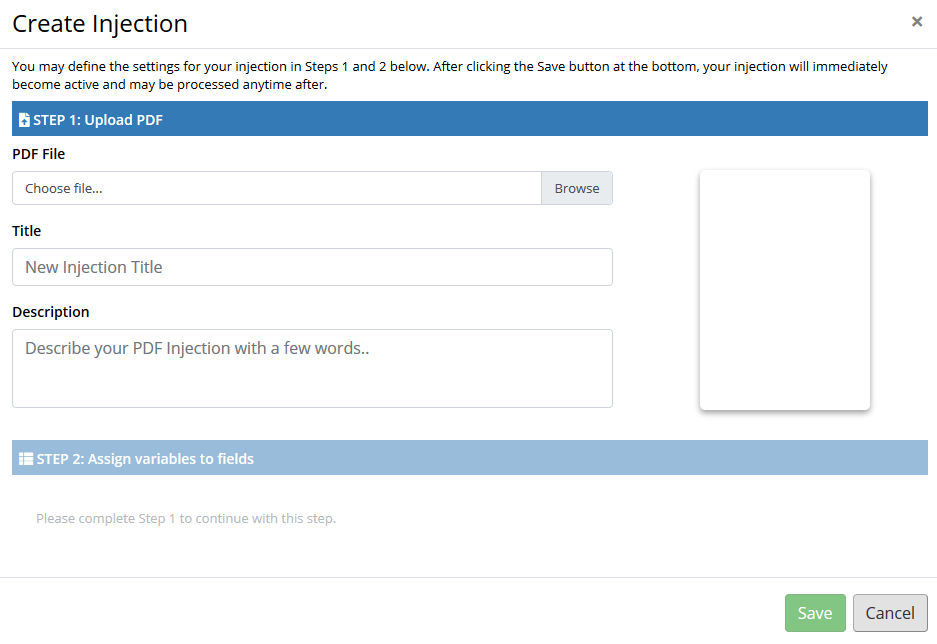 Create Injection
×
You may define the settings for your injection in Steps 1 and 2 below. After clicking the Save button at the bottom, your injection will immediately
become active and may be processed anytime after.
STEP 1: Upload PDF
PDF File
Choose file...
Browse
Title
New Injection Title
Description
Describe your PDF Injection with a few words..
STEP 2: Assign variables to fields
Please complete Step 1 to continue with this step.
Save
Cancel